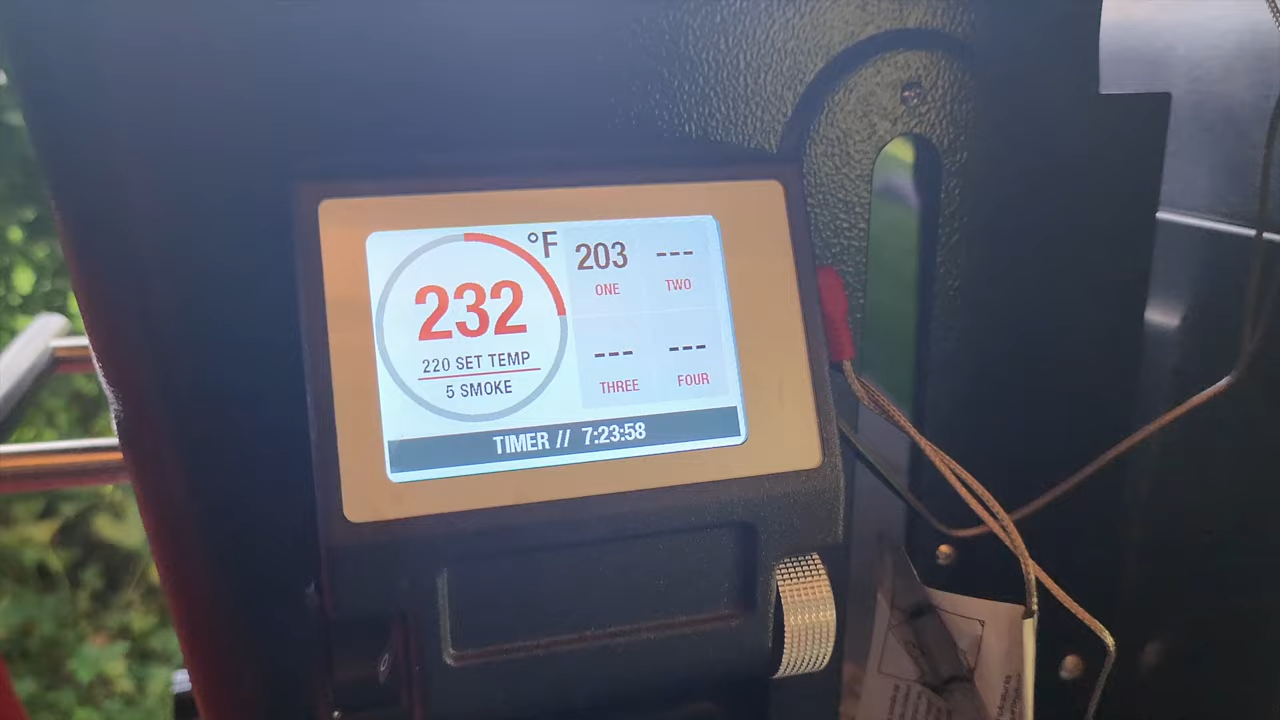 °F
232
220 SET TEMP
5 SMOKE
203
ONE
---
TWO
---
THREE
---
FOUR
TIMER // 7:23:58